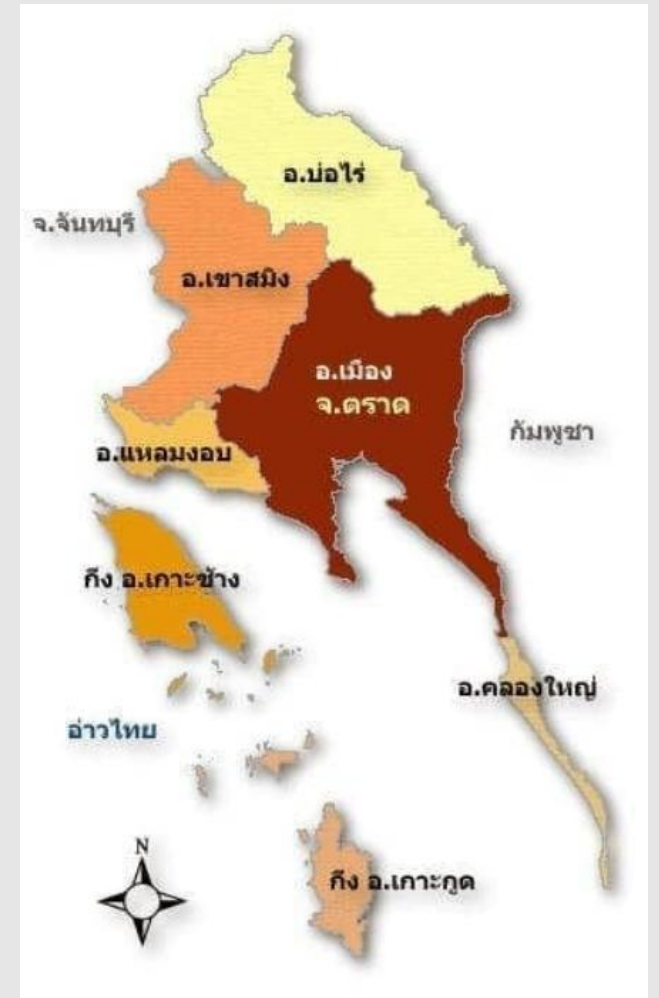 อ.บ่อไร่
จ.จันทบุรี
อ.เขาสมิง
อ.เมือง
จ.ตราด
กัมพูชา
อ.แหลมงอบ
กิ่ง อ.เกาะช้าง
อ.คลองใหญ่
อ่าวไทย
N
กิ่ง อ.เกาะกูด